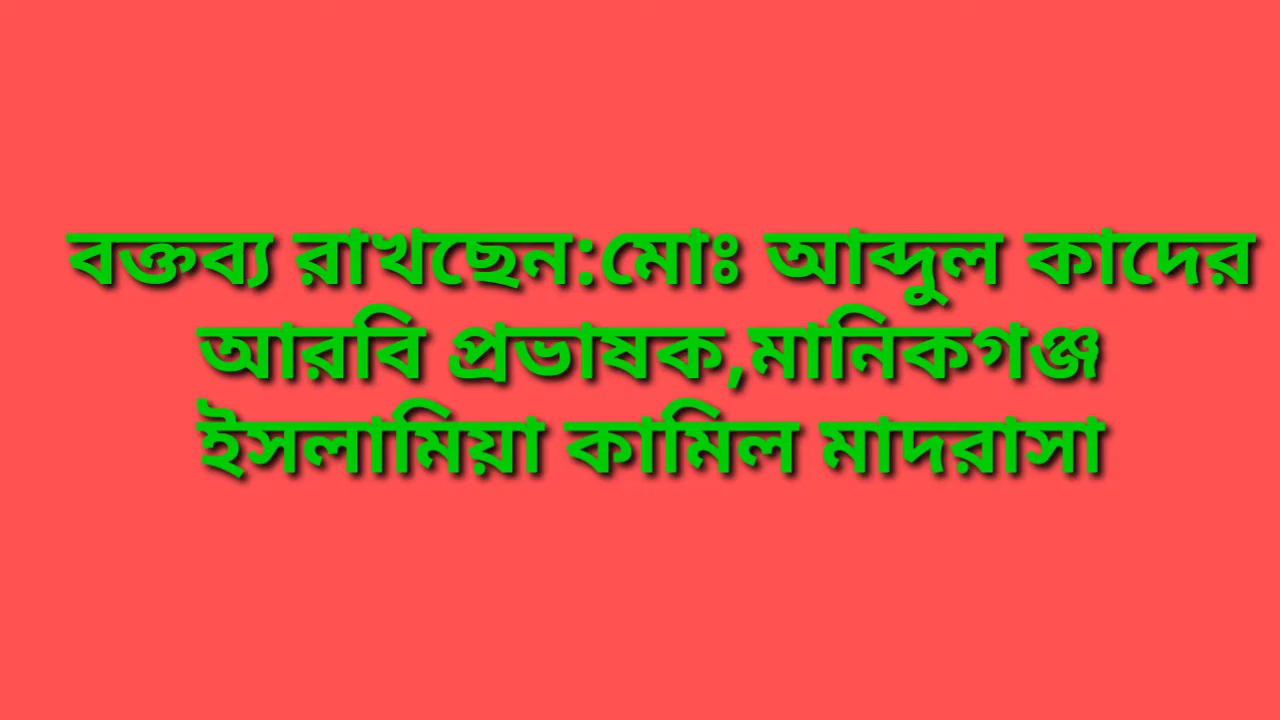 বক্তব্য রাখছেন:মোঃ আব্দুল কাদের
আরবি প্রভাষক,মানিকগঞ্জ
ইসলামিয়া কামিল মাদরাসা